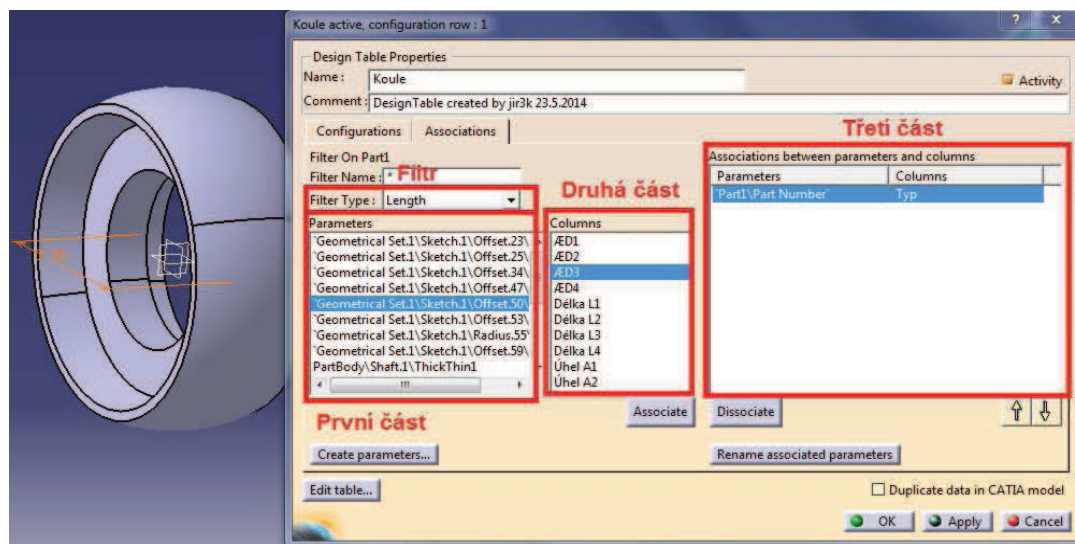 Koule active, configuration row : 1
Design Table Properties
Name : Koule
Activity
Comment : DesignTable created by jir3k 23.5.2014
Configurations Associations
Třetí část
Filter On Part1
Filter Name : * Filtr
Filter Type : Length
Druhá část
Associations between parameters and columns
Parameters Columns
`Part1\Part Number` Typ
Parameters
`Geometrical Set.1\Sketch.1\Offset.23\
`Geometrical Set.1\Sketch.1\Offset.25\
`Geometrical Set.1\Sketch.1\Offset.34\
`Geometrical Set.1\Sketch.1\Offset.47\
`Geometrical Set.1\Sketch.1\Offset.50\
`Geometrical Set.1\Sketch.1\Offset.53\
`Geometrical Set.1\Sketch.1\Radius.55`
`Geometrical Set.1\Sketch.1\Offset.59\
PartBody\Shaft.1\ThickThin1
Columns
ÆD1
ÆD2
ÆD3
ÆD4
Délka L1
Délka L2
Délka L3
Délka L4
Úhel A1
Úhel A2
První část
Associate
Dissociate
Create parameters...
Rename associated parameters
Edit table...
Duplicate data in CATIA model
OK Apply Cancel